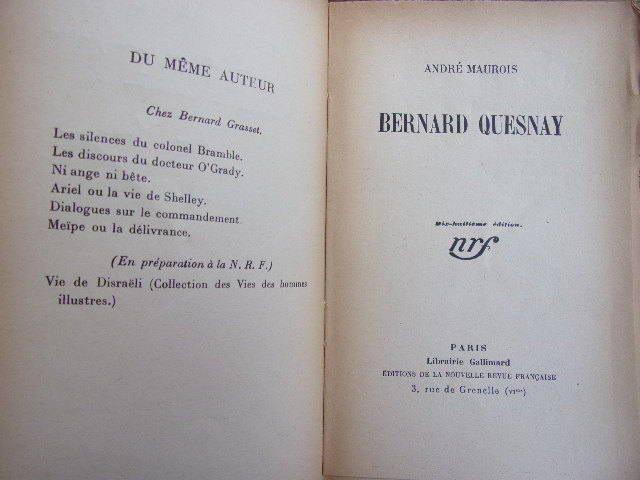 DU MÊME AUTEUR
Chez Bernard Grasset.
Les silences du colonel Bramble.
Les discours du docteur O'Grady.
Ni ange ni bête.
Ariel ou la vie de Shelley.
Dialogues sur le commandement.
Meïpe ou la délivrance.
(En préparation à la N. R. F.)
Vie de Disraëli (Collection des Vies des hommes
illustres.)
ANDRÉ MAUROIS
BERNARD QUESNAY
Dix-huitième édition.
nrf
PARIS
Librairie Gallimard
ÉDITIONS DE LA NOUVELLE REVUE FRANÇAISE
3, rue de Grenelle (VIme)